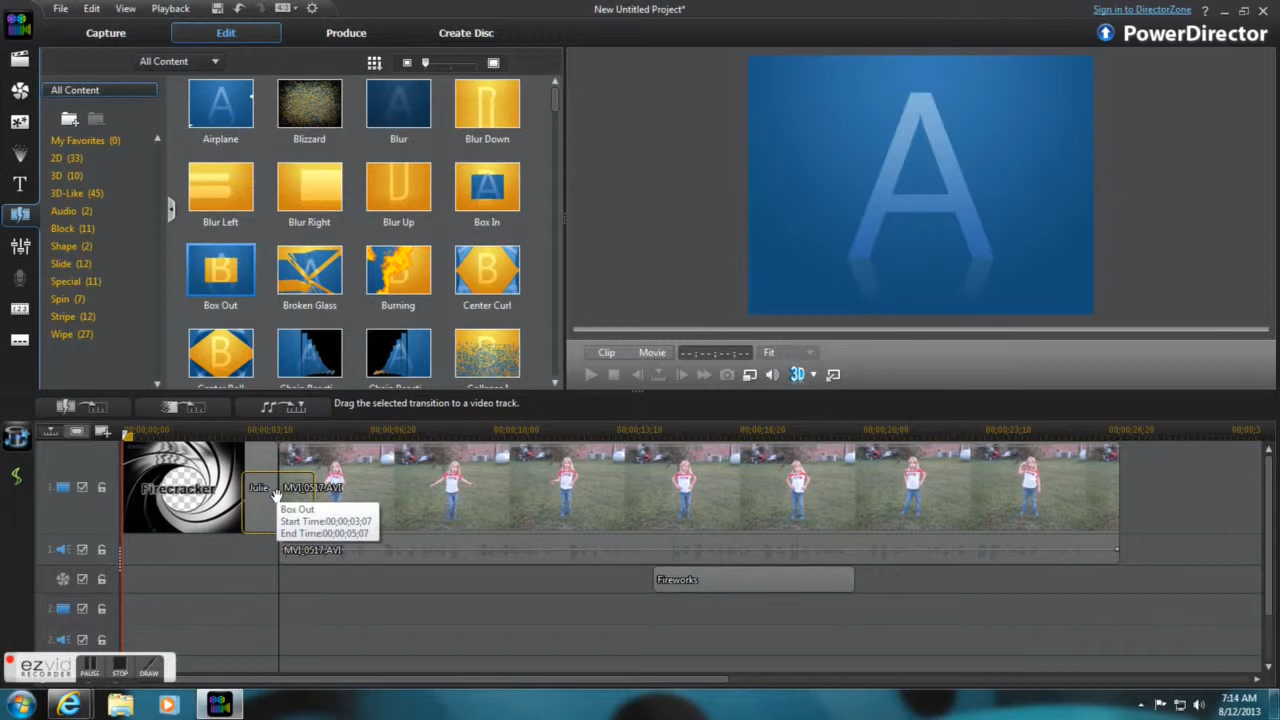 File Edit View Playback New Untitled Project* Sign in to DirectorZone ?
Capture Edit Produce Create Disc PowerDirector
All Content
All Content
My Favorites (0)
2D (33)
3D (10)
3D-Like (45)
Audio (2)
Block (11)
Shape (2)
Slide (12)
Special (11)
Spin (7)
Stripe (12)
Wipe (27)
Airplane Blizzard Blur Blur Down
Blur Left Blur Right Blur Up Box In
Box Out Broken Glass Burning Center Curl
A
Clip Movie --;--;--;-- Fit
3D
Drag the selected transition to a video track.
00;00;00;00 00;00;03;10 00;00;06;20 00;00;10;00 00;00;13;10 00;00;16;20 00;00;20;00 00;00;23;10 00;00;26;20
Firecracker Julie MVI_0517.AVI
Box Out
Start Time:00;00;03;07
End Time:00;00;05;07
1. MVI_0517.AVI
Fireworks
2.
2.
ezvid
RECORDER PAUSE STOP DRAW
7:14 AM
8/12/2013